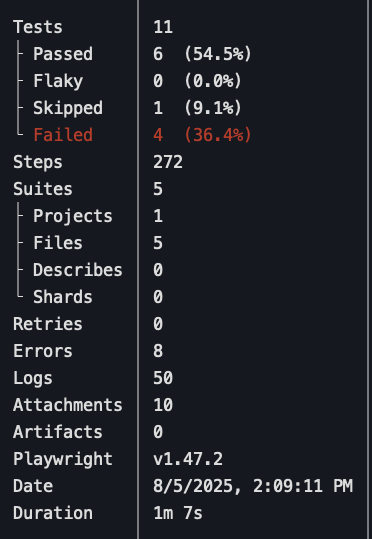 Tests 11
├ Passed 6 (54.5%)
├ Flaky 0 (0.0%)
├ Skipped 1 (9.1%)
└ Failed 4 (36.4%)
Steps 272
Suites 5
├ Projects 1
├ Files 5
├ Describes 0
└ Shards 0
Retries 0
Errors 8
Logs 50
Attachments 10
Artifacts 0
Playwright v1.47.2
Date 8/5/2025, 2:09:11 PM
Duration 1m 7s